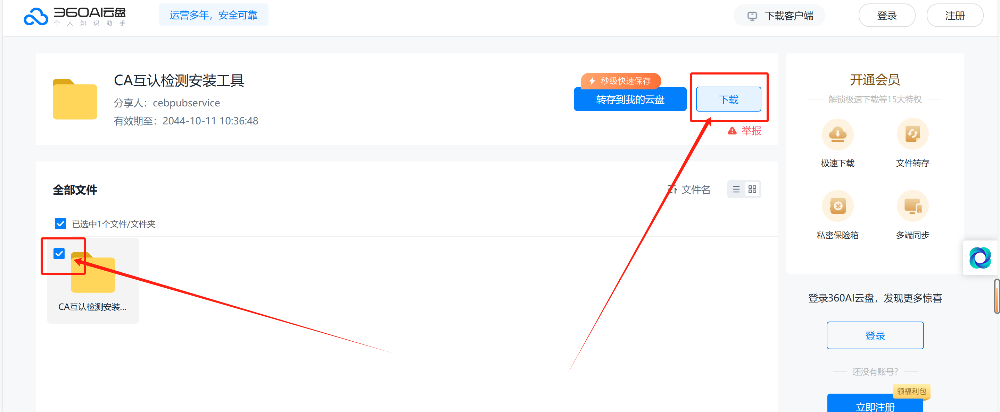 360AI云盘
个人知识助手
运营多年，安全可靠
下载客户端
登录
注册
CA互认检测安装工具
分享人：cebpubservice
有效期至：2044-10-11 10:36:48
秒级快速保存
转存到我的云盘
下载
举报
全部文件
文件名
已选中1个文件/文件夹
CA互认检测安装...
开通会员
解锁极速下载等15大特权
极速下载
文件转存
私密保险箱
多端同步
登录360AI云盘，发现更多惊喜
登录
还没有账号?
领福利包
立即注册